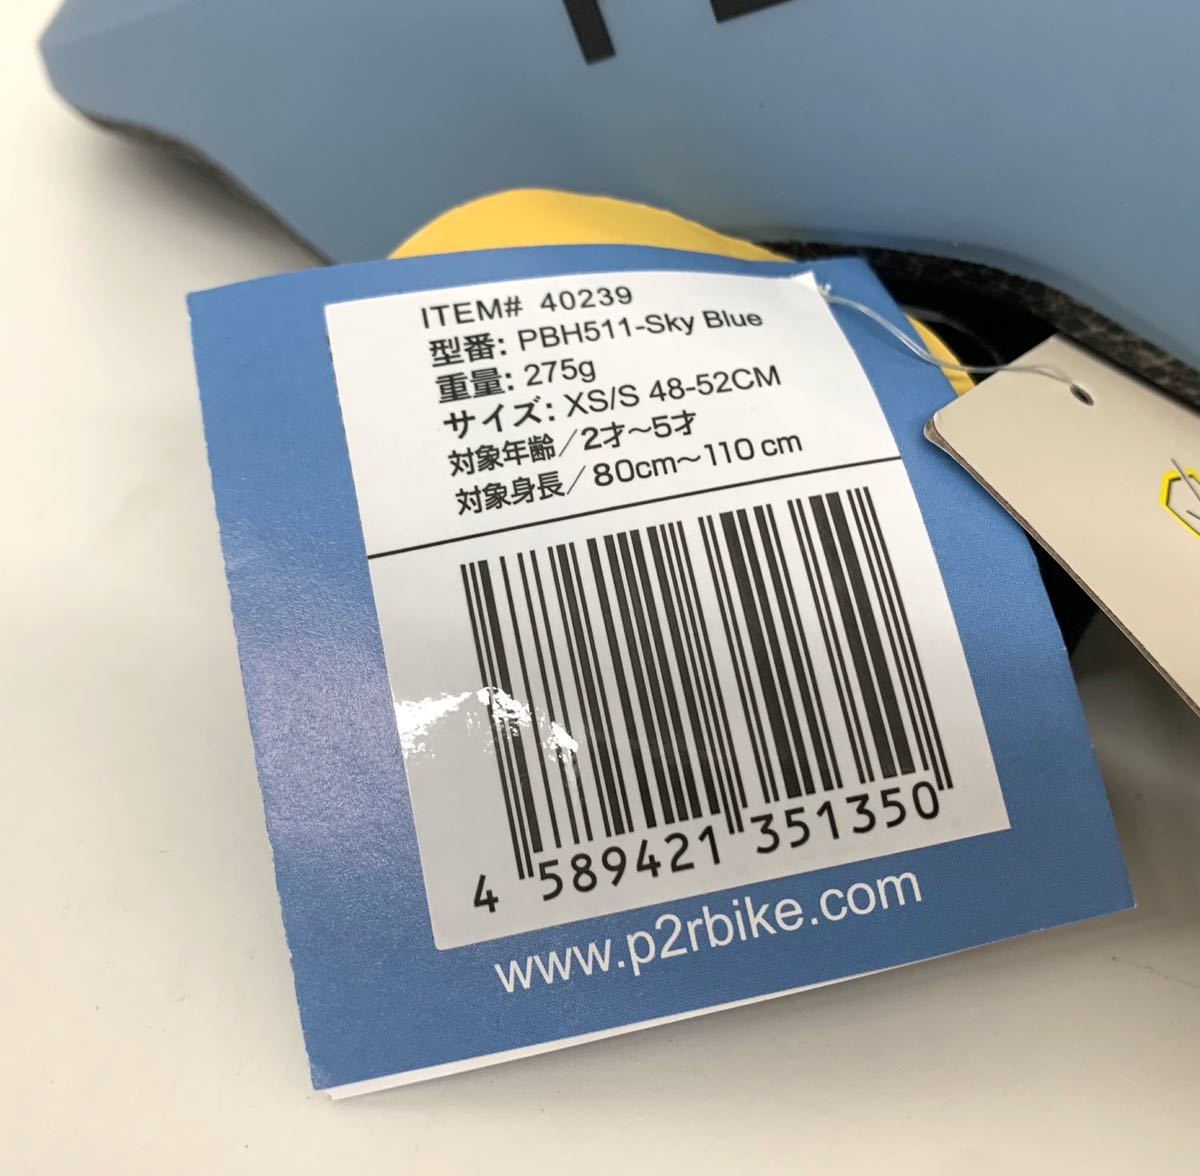 ITEM# 40239
型番: PBH511-Sky Blue
重量: 275g
サイズ: XS/S 48-52CM
対象年齢/2才~5才
対象身長/80cm~110cm
4 589421 351350
www.p2rbike.com